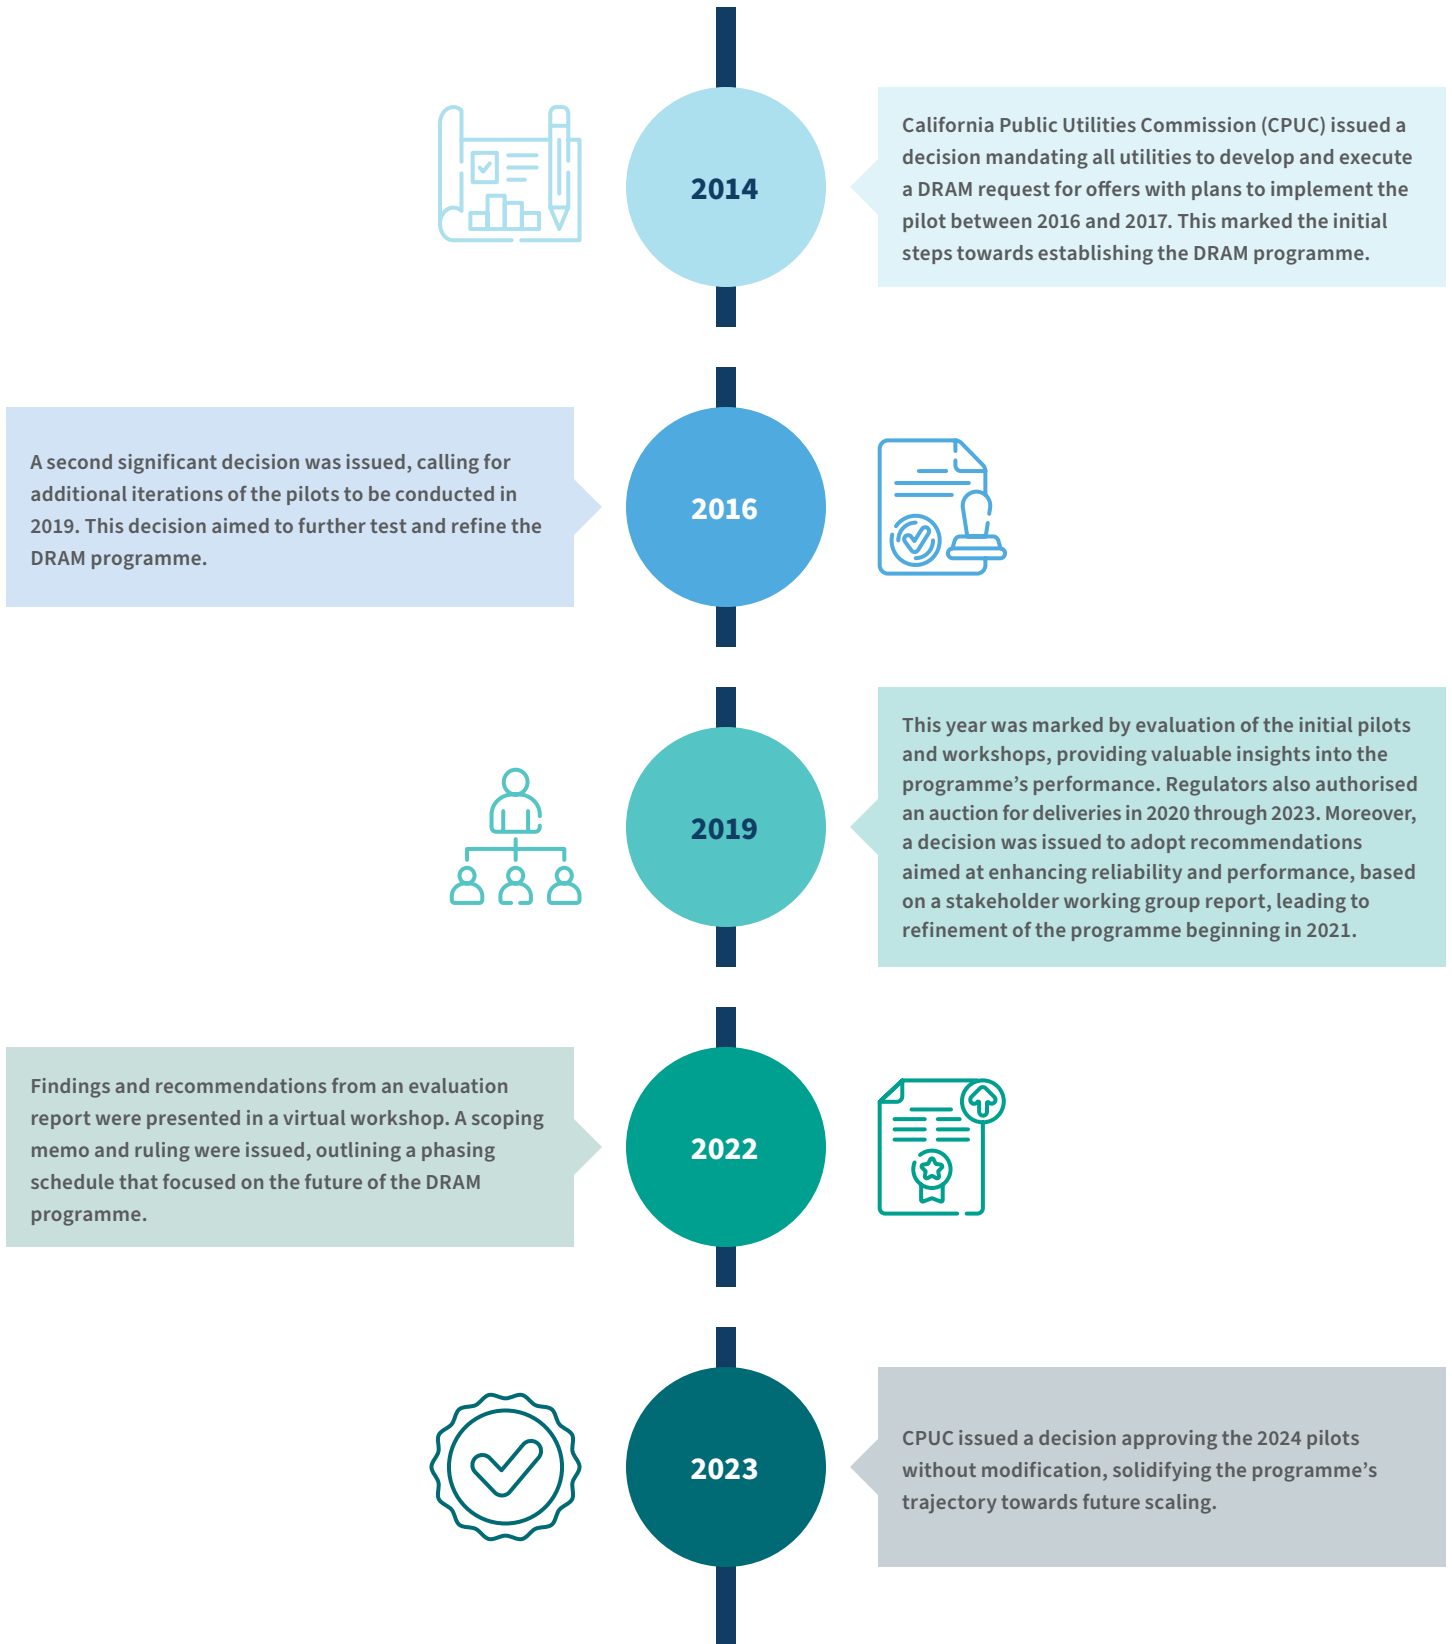 2014
California Public Utilities Commission (CPUC) issued a
decision mandating all utilities to develop and execute
a DRAM request for offers with plans to implement the
pilot between 2016 and 2017. This marked the initial
steps towards establishing the DRAM programme.
A second significant decision was issued, calling for
additional iterations of the pilots to be conducted in
2019. This decision aimed to further test and refine the
DRAM programme.
2016
2019
This year was marked by evaluation of the initial pilots
and workshops, providing valuable insights into the
programme’s performance. Regulators also authorised
an auction for deliveries in 2020 through 2023. Moreover,
a decision was issued to adopt recommendations
aimed at enhancing reliability and performance, based
on a stakeholder working group report, leading to
refinement of the programme beginning in 2021.
Findings and recommendations from an evaluation
report were presented in a virtual workshop. A scoping
memo and ruling were issued, outlining a phasing
schedule that focused on the future of the DRAM
programme.
2022
2023
CPUC issued a decision approving the 2024 pilots
without modification, solidifying the programme’s
trajectory towards future scaling.